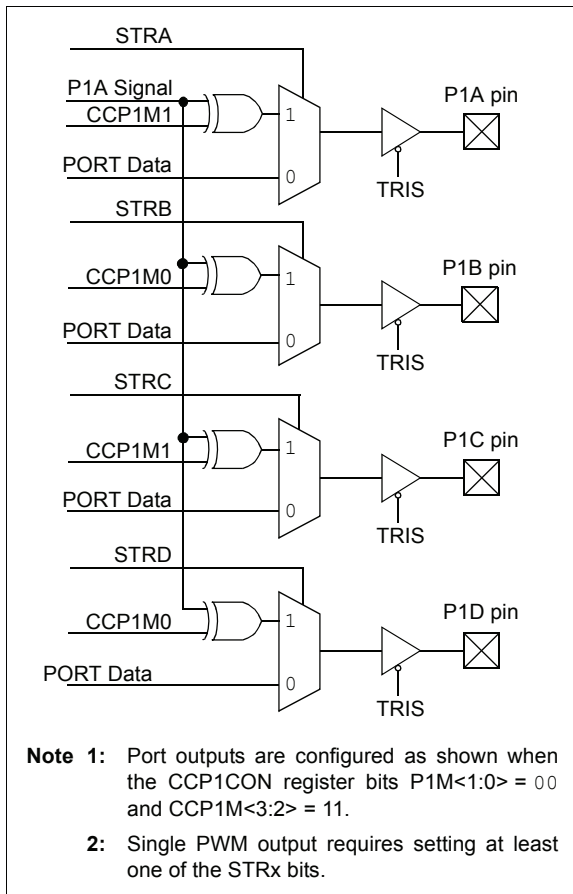 STRA
P1A Signal
CCP1M1
1
P1A pin
PORT Data
0
TRIS
STRB
CCP1M0
1
P1B pin
PORT Data
0
TRIS
STRC
CCP1M1
1
P1C pin
PORT Data
0
TRIS
STRD
CCP1M0
1
P1D pin
PORT Data
0
TRIS
Note 1: Port outputs are configured as shown when
the CCP1CON register bits P1M<1:0> = 00
and CCP1M<3:2> = 11.
2: Single PWM output requires setting at least
one of the STRx bits.